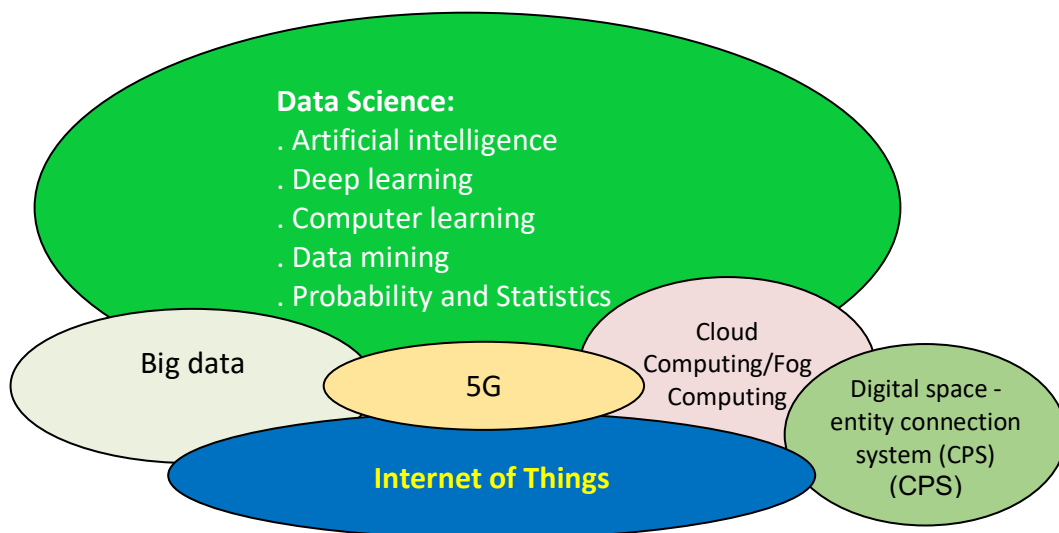 Data Science:
. Artificial intelligence
. Deep learning
. Computer learning
. Data mining
. Probability and Statistics
Big data
5G
Cloud
Computing/Fog
Computing
Digital space -
entity connection
system (CPS)
(CPS)
Internet of Things